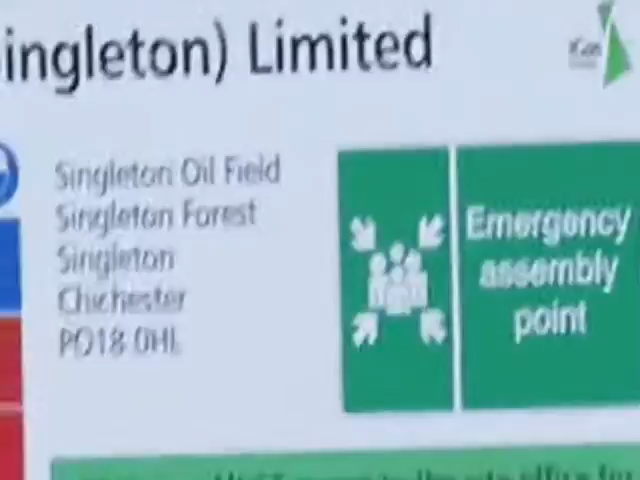 ingleton) Limited
Singleton Oil Field
Singleton Forest
Singleton
Chichester
PO18 0HL
Emergency
assembly
point